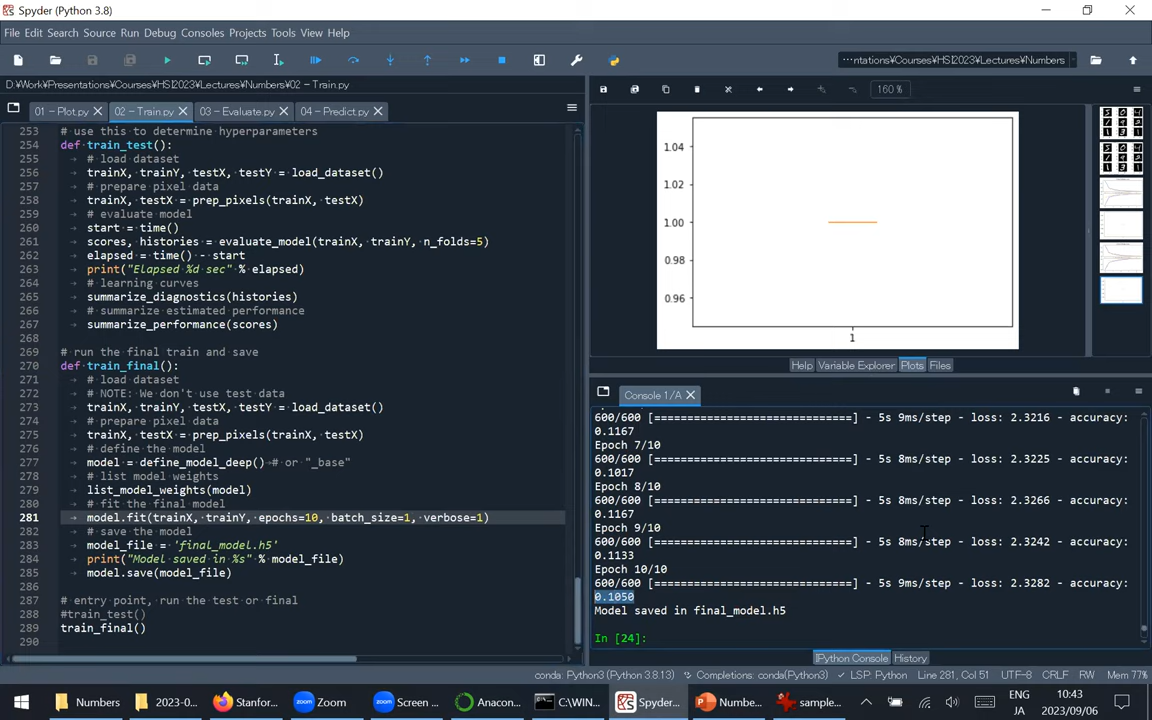 Spyder (Python 3.8)
File Edit Search Source Run Debug Consoles Projects Tools View Help
···ntations¥Courses¥HSI2023¥Lectures¥Numbers
D:¥Work¥Presentations¥Courses¥HSI2023¥Lectures¥Numbers¥02 - Train.py
01 - Plot.py 02 - Train.py 03 - Evaluate.py 04 - Predict.py
253 # use this to determine hyperparameters
254 def train_test():
255 # load dataset
256 trainX, trainY, testX, testY = load_dataset()
257 # prepare pixel data
258 trainX, testX = prep_pixels(trainX, testX)
259 # evaluate model
260 start = time()
261 scores, histories = evaluate_model(trainX, trainY, n_folds=5)
262 elapsed = time() - start
263 print("Elapsed %d sec" % elapsed)
264 # learning curves
265 summarize_diagnostics(histories)
266 # summarize estimated performance
267 summarize_performance(scores)
268
269 # run the final train and save
270 def train_final():
271 # load dataset
272 # NOTE: We don't use test data
273 trainX, trainY, testX, testY = load_dataset()
274 # prepare pixel data
275 trainX, testX = prep_pixels(trainX, testX)
276 # define the model
277 model = define_model_deep() # or "_base"
278 # list model weights
279 list_model_weights(model)
280 # fit the final model
281 model.fit(trainX, trainY, epochs=10, batch_size=1, verbose=1)
282 # save the model
283 model_file = 'final_model.h5'
284 print("Model saved in %s" % model_file)
285 model.save(model_file)
286
287 # entry point, run the test or final
288 #train_test()
289 train_final()
290
160 %
1.04
1.02
1.00
0.98
0.96
1
Help Variable Explorer Plots Files
Console 1/A
600/600 [==============================] - 5s 9ms/step - loss: 2.3216 - accuracy:
0.1167
Epoch 7/10
600/600 [==============================] - 5s 8ms/step - loss: 2.3225 - accuracy:
0.1017
Epoch 8/10
600/600 [==============================] - 5s 8ms/step - loss: 2.3266 - accuracy:
0.1167
Epoch 9/10
600/600 [==============================] - 5s 8ms/step - loss: 2.3242 - accuracy:
0.1133
Epoch 10/10
600/600 [==============================] - 5s 9ms/step - loss: 2.3282 - accuracy:
0.1050
Model saved in final_model.h5
In [24]:
IPython Console History
conda: Python3 (Python 3.8.13) Completions: conda(Python3) LSP: Python Line 281, Col 51 UTF-8 CRLF RW Mem 77%
Numbers 2023-0... Stanfor... Zoom Screen ... Anacon... C:\WIN... Spyder... Numbe... sample... ENG JA 10:43 2023/09/06